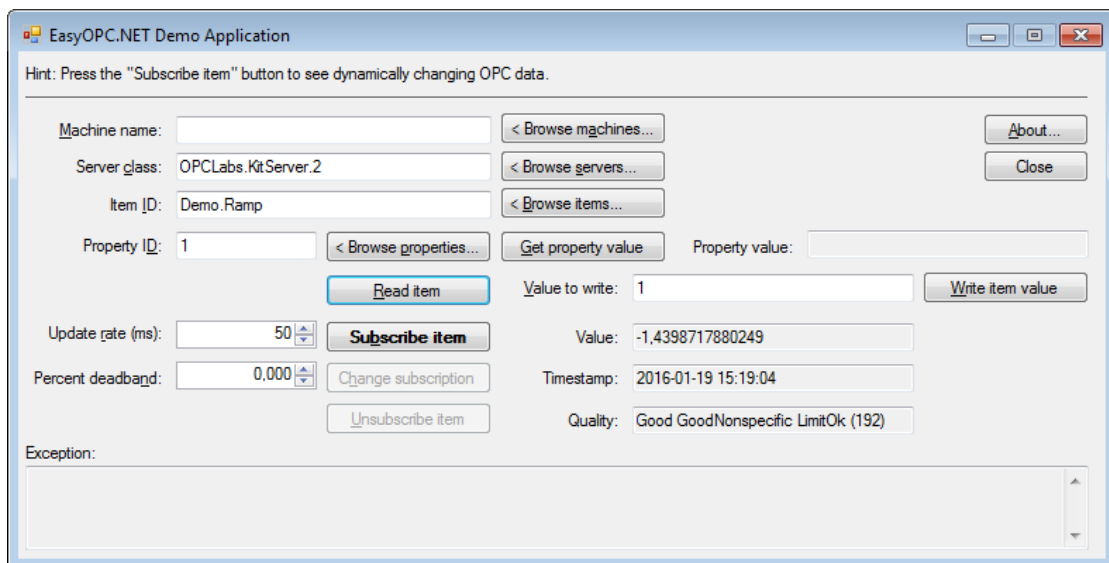 EasyOPC.NET Demo Application
Hint: Press the "Subscribe item" button to see dynamically changing OPC data.
Machine name: < Browse machines... About...
Server class: OPCLabs.KitServer.2 < Browse servers... Close
Item ID: Demo.Ramp < Browse items...
Property ID: 1 < Browse properties... Get property value Property value:
Read item Value to write: 1 Write item value
Update rate (ms): 50 Subscribe item Value: -1,4398717880249
Percent deadband: 0,000 Change subscription Timestamp: 2016-01-19 15:19:04
Unsubscribe item Quality: Good GoodNonspecific LimitOk (192)
Exception: